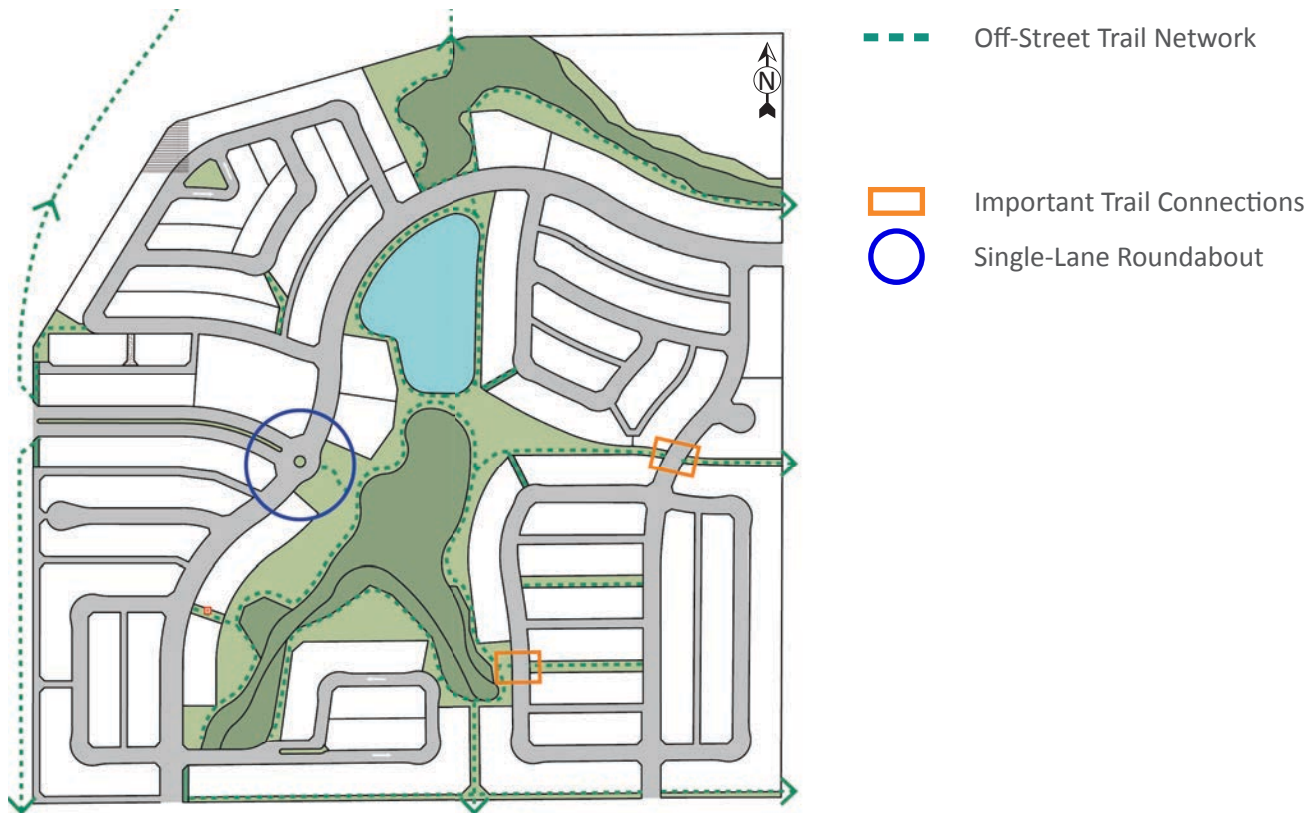 Off-Street Trail Network
N
Important Trail Connections
Single-Lane Roundabout